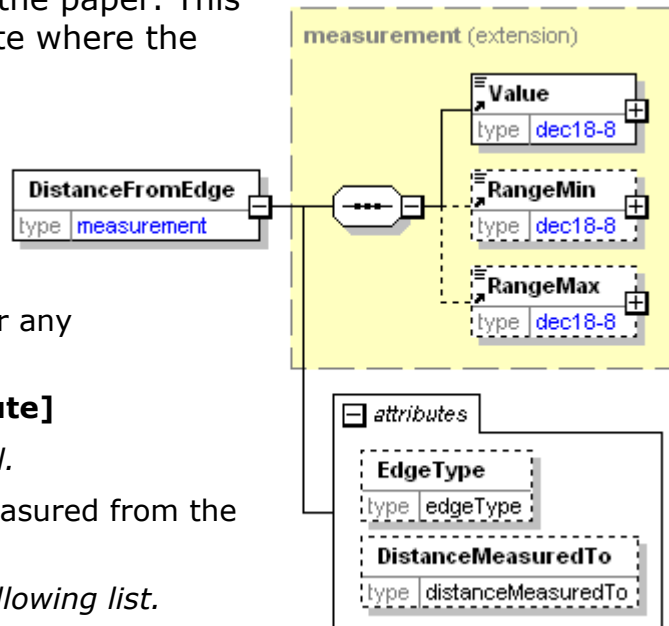 the paper. This
te where the
r any
ute]
d.
asured from the
llowing list.
measurement (extension)
Value
type dec18-8
DistanceFromEdge
type measurement
RangeMin
type dec18-8
RangeMax
type dec18-8
attributes
EdgeType
type edgeType
DistanceMeasuredTo
type distanceMeasuredTo